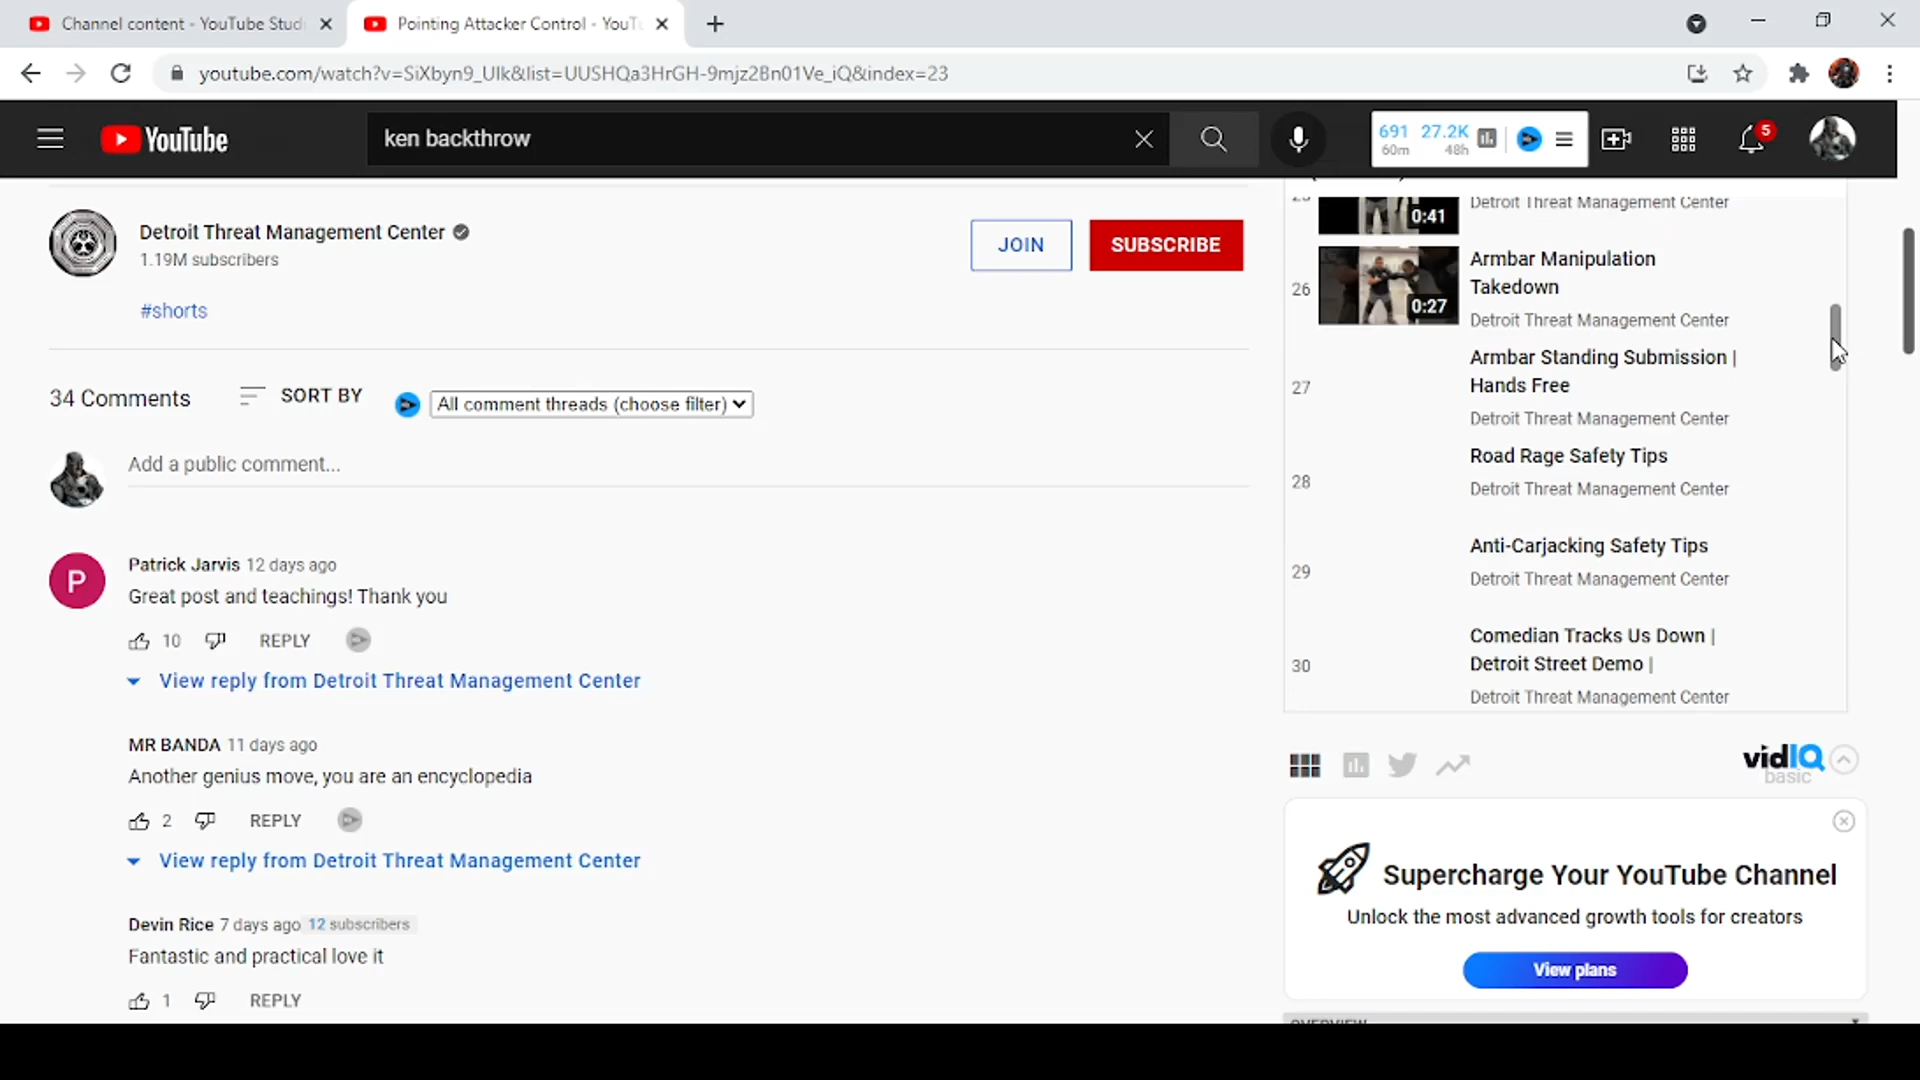 Channel content - YouTube Stud
Pointing Attacker Control - YouT
youtube.com/watch?v=SiXbyn9_UIk&list=UUSHQa3HrGH-9mjz2Bn01Ve_iQ&index=23
YouTube
ken backthrow
691 27.2K
60m 48h
5
Detroit Threat Management Center
1.19M subscribers
JOIN
SUBSCRIBE
#shorts
34 Comments
SORT BY
All comment threads (choose filter)
Add a public comment...
P
Patrick Jarvis 12 days ago
Great post and teachings! Thank you
10 REPLY
View reply from Detroit Threat Management Center
MR BANDA 11 days ago
Another genius move, you are an encyclopedia
2 REPLY
View reply from Detroit Threat Management Center
Devin Rice 7 days ago 12 subscribers
Fantastic and practical love it
1 REPLY
0:41
Detroit Threat Management Center
26
0:27
Armbar Manipulation
Takedown
Detroit Threat Management Center
27
Armbar Standing Submission |
Hands Free
Detroit Threat Management Center
28
Road Rage Safety Tips
Detroit Threat Management Center
29
Anti-Carjacking Safety Tips
Detroit Threat Management Center
30
Comedian Tracks Us Down |
Detroit Street Demo |
Detroit Threat Management Center
vidIQ
basic
Supercharge Your YouTube Channel
Unlock the most advanced growth tools for creators
View plans
OVERVIEW